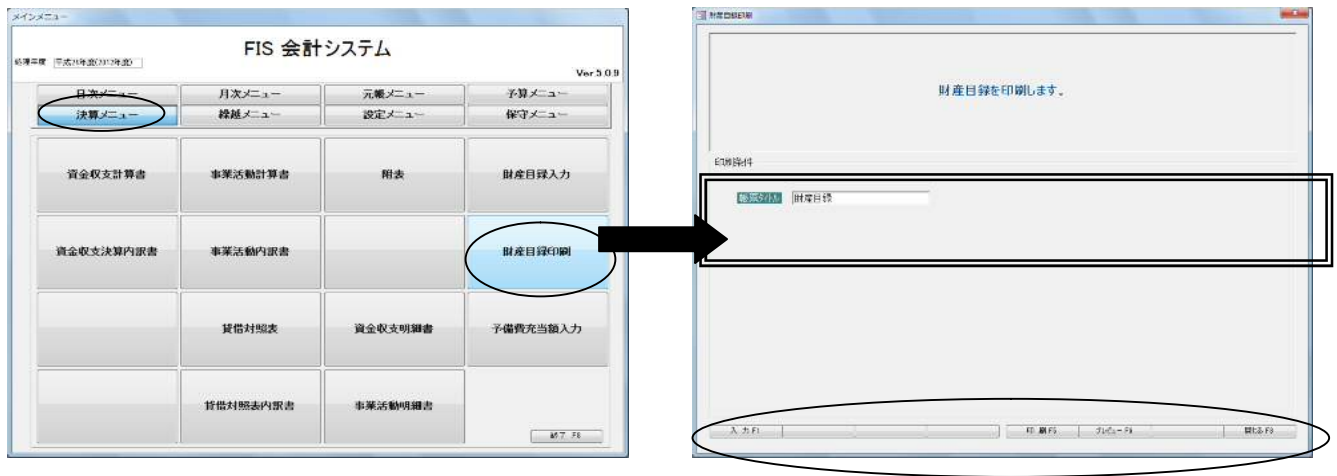 メインメニュー
FIS 会計システム
処理年度
Ver 5.0.9
日次メニュー 月次メニュー 元帳メニュー 予算メニュー
決算メニュー 繰越メニュー 設定メニュー 保守メニュー
資金収支計算書 事業活動計算書 附表 財産目録入力
資金収支決算内訳書 事業活動内訳書 財産目録印刷
貸借対照表 資金収支明細書 予備費充当額入力
貸借対照表内訳書 事業活動明細書
終了 F8
財産目録印刷
財産目録を印刷します。
印刷条件
帳票タイトル 財産目録
入力 F1 印刷 F5 プレビュー F6 閉じる F8